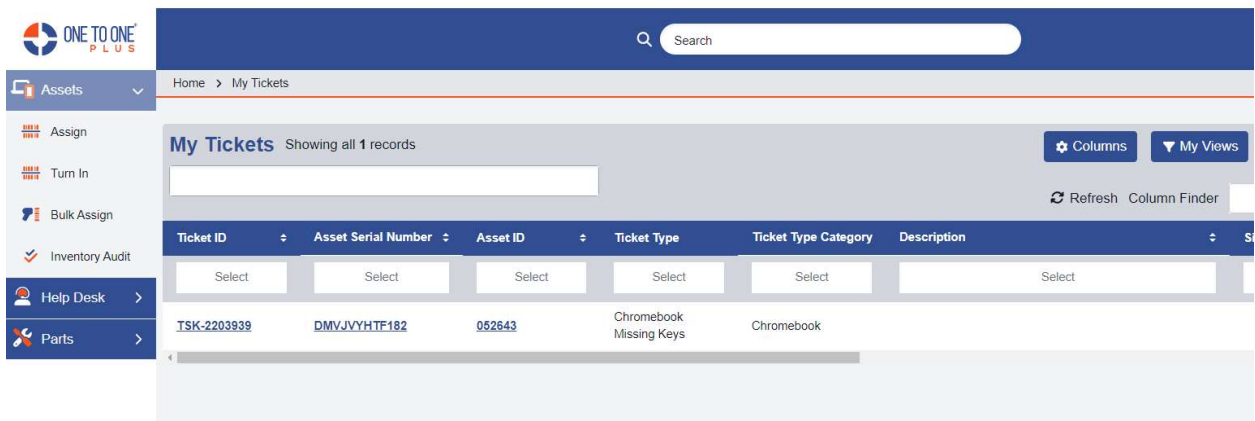 ONE TO ONE
PLUS
Search
Assets
Home > My Tickets
Assign
Turn In
Bulk Assign
Inventory Audit
Help Desk
Parts
My Tickets Showing all 1 records
Columns My Views
Refresh Column Finder
Ticket ID Asset Serial Number Asset ID Ticket Type Ticket Type Category Description
Select Select Select Select Select Select
TSK-2203939 DMVJVYHTF182 052643 Chromebook Missing Keys Chromebook